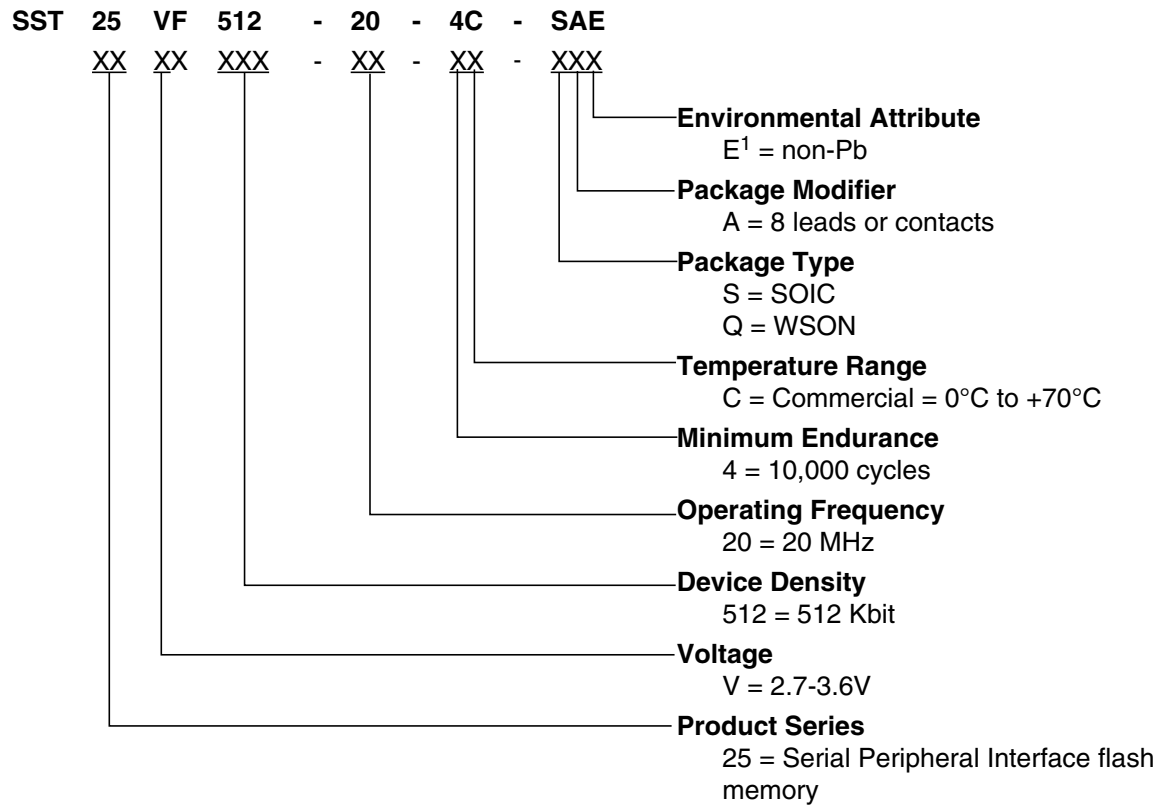 SST 25 VF 512 - 20 - 4C - SAE
XX XX XXX - XX - XX - XXX
Environmental Attribute
E1 = non-Pb
Package Modifier
A = 8 leads or contacts
Package Type
S = SOIC
Q = WSON
Temperature Range
C = Commercial = 0°C to +70°C
Minimum Endurance
4 = 10,000 cycles
Operating Frequency
20 = 20 MHz
Device Density
512 = 512 Kbit
Voltage
V = 2.7-3.6V
Product Series
25 = Serial Peripheral Interface flash
memory